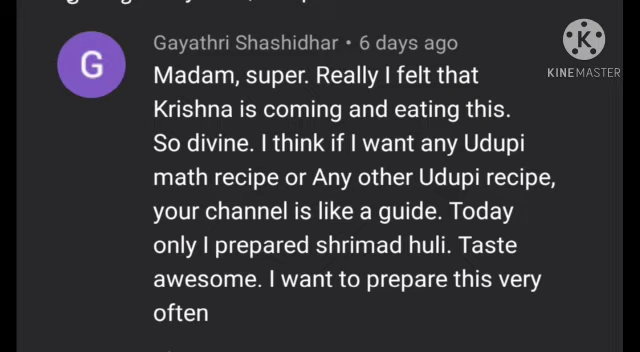 Gayathri Shashidhar • 6 days ago
G
K
KINEMASTER
Madam, super. Really I felt that
Krishna is coming and eating this.
So divine. I think if I want any Udupi
math recipe or Any other Udupi recipe,
your channel is like a guide. Today
only I prepared shrimad huli. Taste
awesome. I want to prepare this very
often